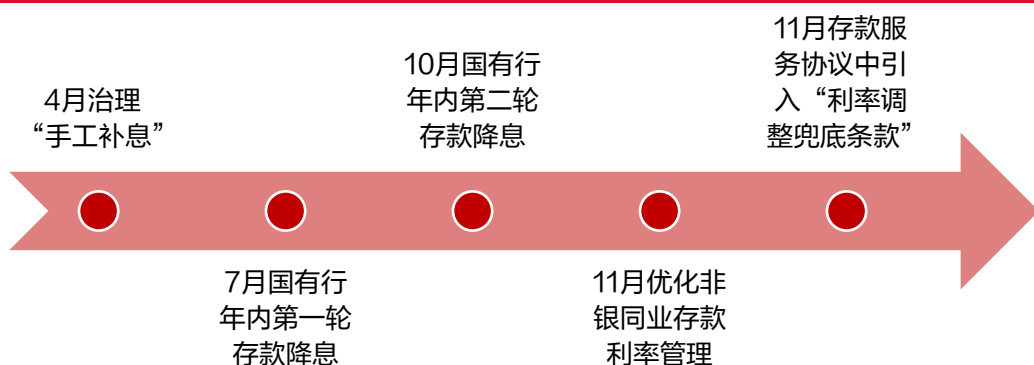 4月治理
“手工补息”
7月国有行
年内第一轮
存款降息
10月国有行
年内第二轮
存款降息
11月优化非
银同业存款
利率管理
11月存款服
务协议中引
入“利率调
整兜底条款”